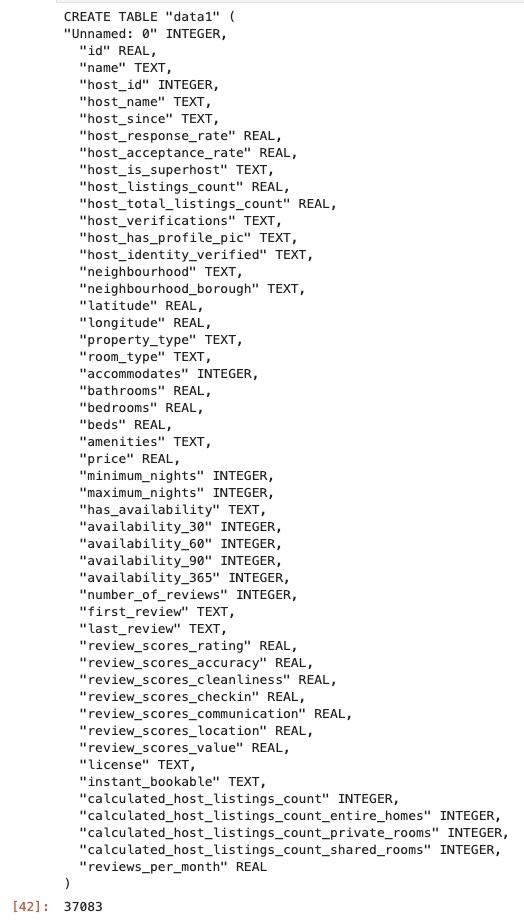 CREATE TABLE "data1" (
"Unnamed: 0" INTEGER,
  "id" REAL,
  "name" TEXT,
  "host_id" INTEGER,
  "host_name" TEXT,
  "host_since" TEXT,
  "host_response_rate" REAL,
  "host_acceptance_rate" REAL,
  "host_is_superhost" TEXT,
  "host_listings_count" REAL,
  "host_total_listings_count" REAL,
  "host_verifications" TEXT,
  "host_has_profile_pic" TEXT,
  "host_identity_verified" TEXT,
  "neighbourhood" TEXT,
  "neighbourhood_borough" TEXT,
  "latitude" REAL,
  "longitude" REAL,
  "property_type" TEXT,
  "room_type" TEXT,
  "accommodates" INTEGER,
  "bathrooms" REAL,
  "bedrooms" REAL,
  "beds" REAL,
  "amenities" TEXT,
  "price" REAL,
  "minimum_nights" INTEGER,
  "maximum_nights" INTEGER,
  "has_availability" TEXT,
  "availability_30" INTEGER,
  "availability_60" INTEGER,
  "availability_90" INTEGER,
  "availability_365" INTEGER,
  "number_of_reviews" INTEGER,
  "first_review" TEXT,
  "last_review" TEXT,
  "review_scores_rating" REAL,
  "review_scores_accuracy" REAL,
  "review_scores_cleanliness" REAL,
  "review_scores_checkin" REAL,
  "review_scores_communication" REAL,
  "review_scores_location" REAL,
  "review_scores_value" REAL,
  "license" TEXT,
  "instant_bookable" TEXT,
  "calculated_host_listings_count" INTEGER,
  "calculated_host_listings_count_entire_homes" INTEGER,
  "calculated_host_listings_count_private_rooms" INTEGER,
  "calculated_host_listings_count_shared_rooms" INTEGER,
  "reviews_per_month" REAL
)
[42]: 37083